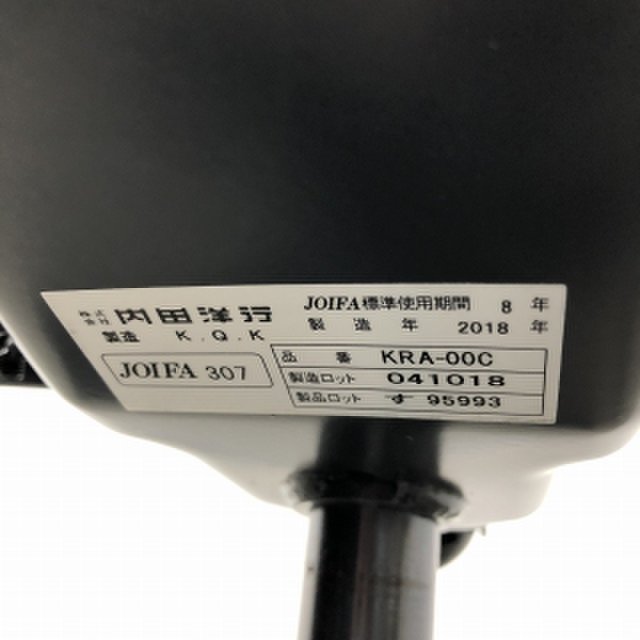 株式会社 内田洋行
製造 K.Q.K
JOIFA 307
JOIFA標準使用期間 8 年
製造年 2018 年
品番 KRA-00C
製造ロット 041018
製品ロット す 95993